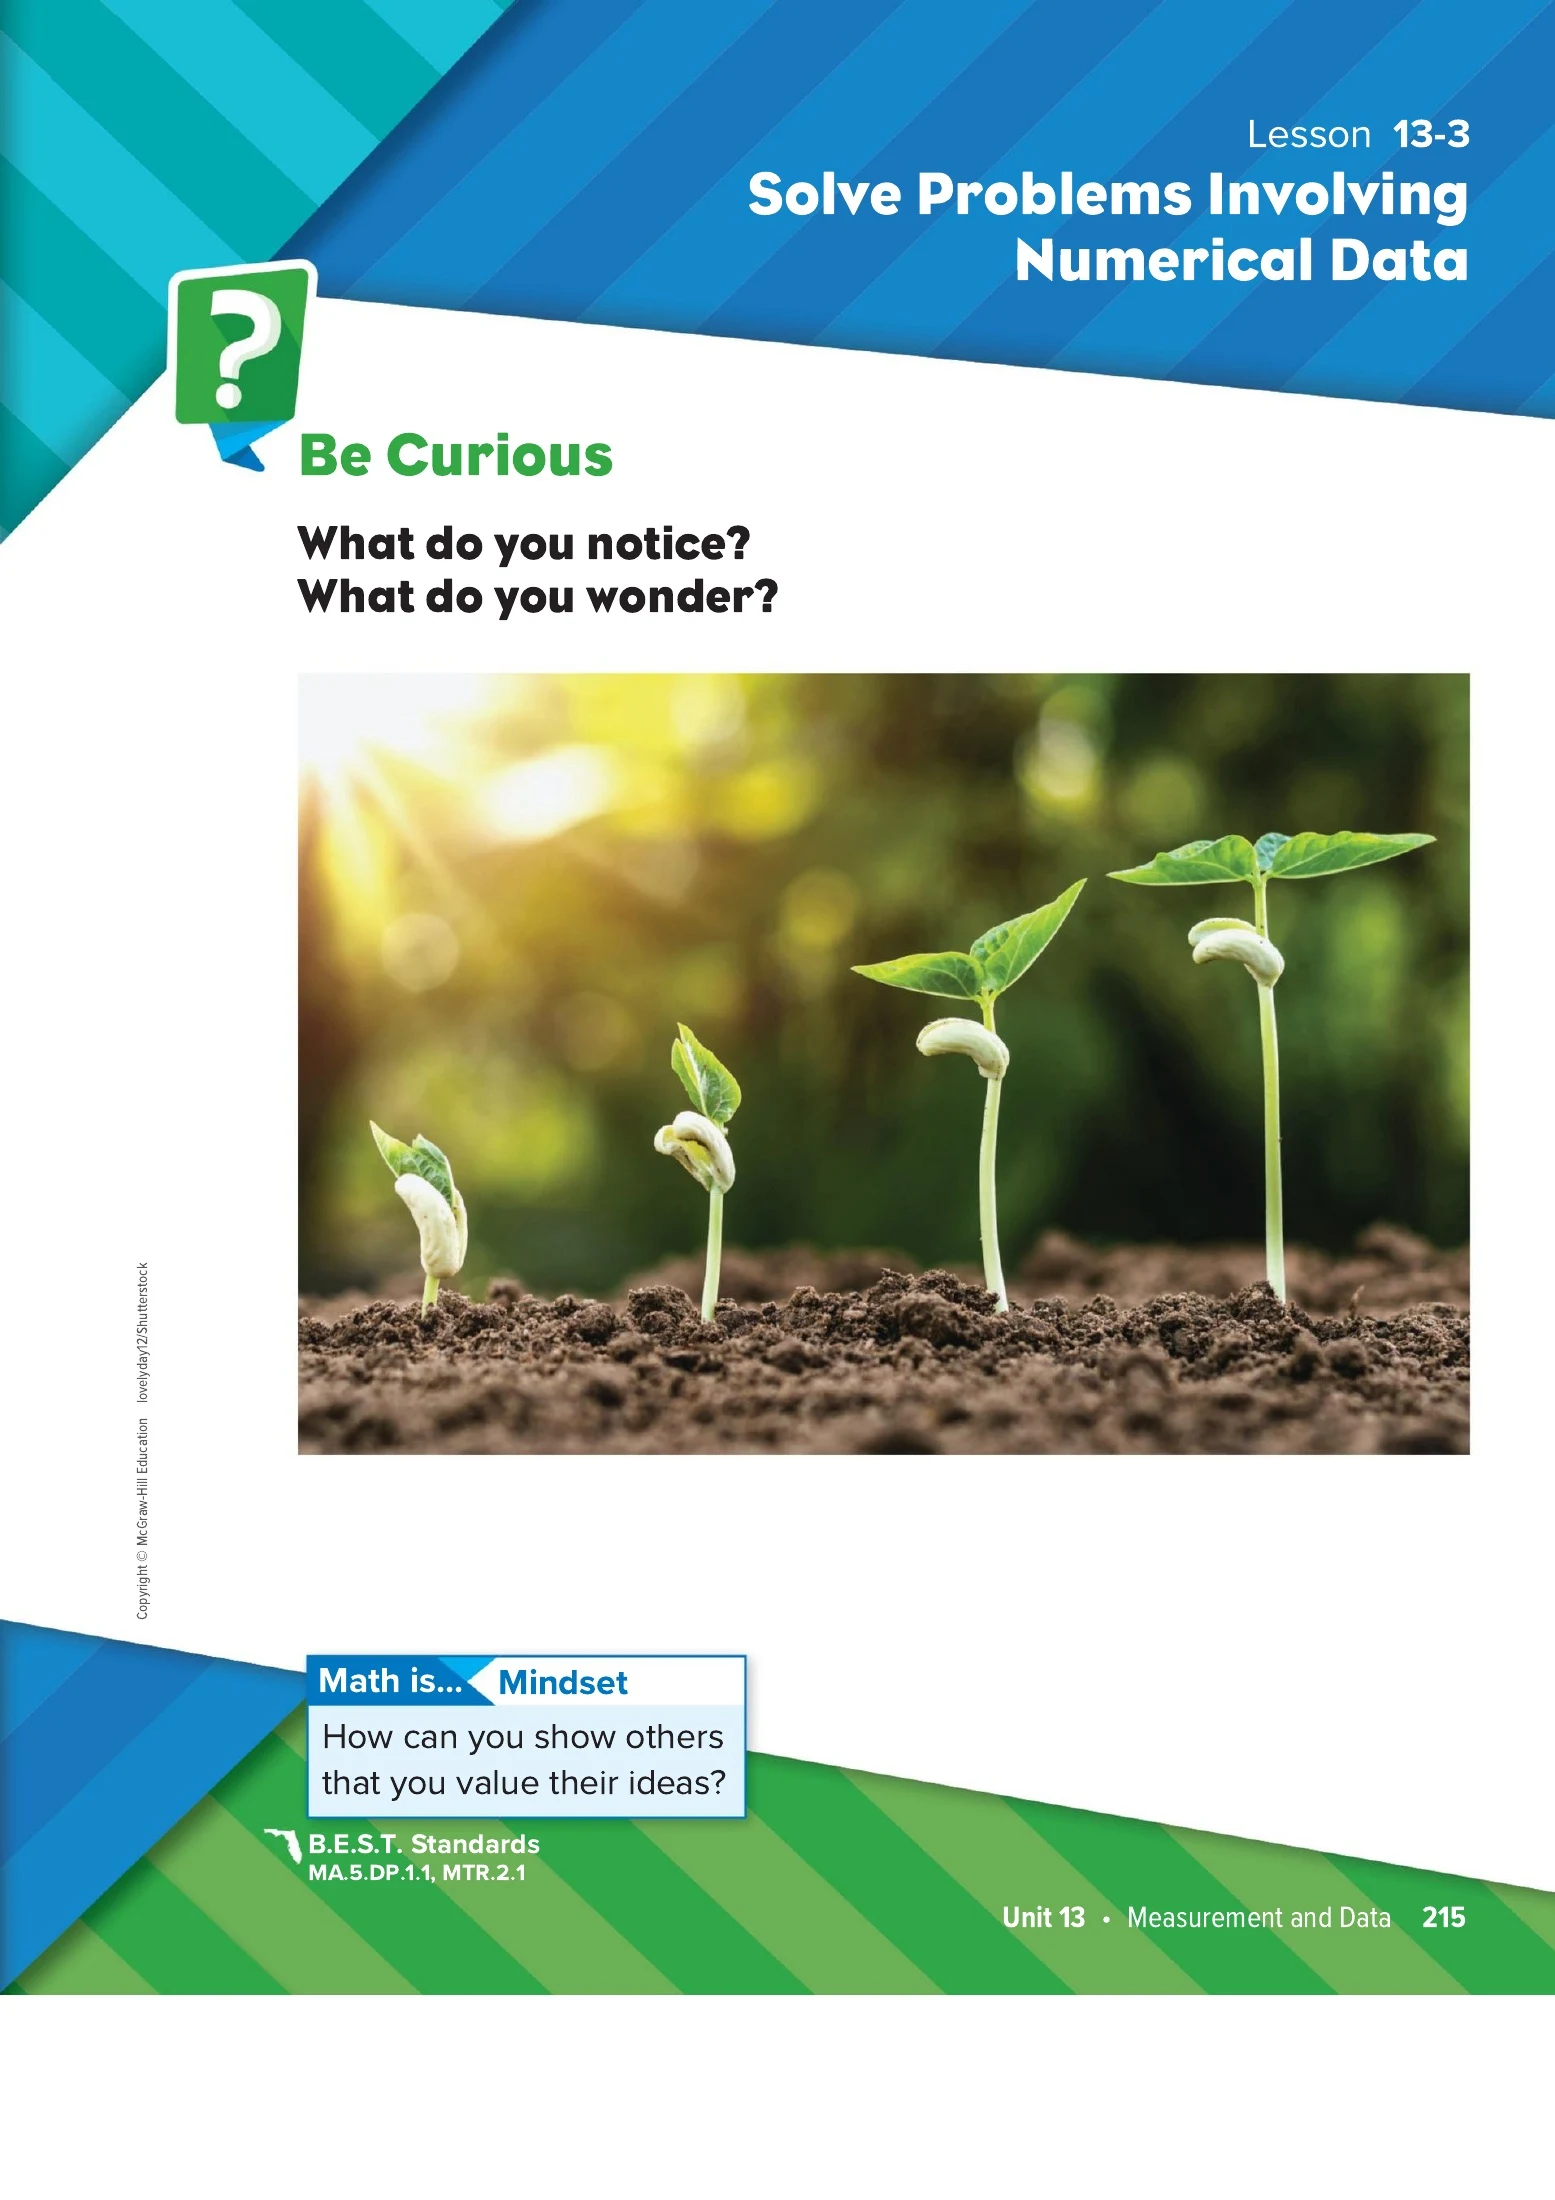 Lesson 13-3
Solve Problems Involving
Numerical Data
?
Be Curious
What do you notice?
What do you wonder?
Copyright © McGraw-Hill Education lovelyday12/Shutterstock
Math is... Mindset
How can you show others
that you value their ideas?
B.E.S.T. Standards
MA.5.DP.1.1, MTR.2.1
Unit 13 • Measurement and Data 215